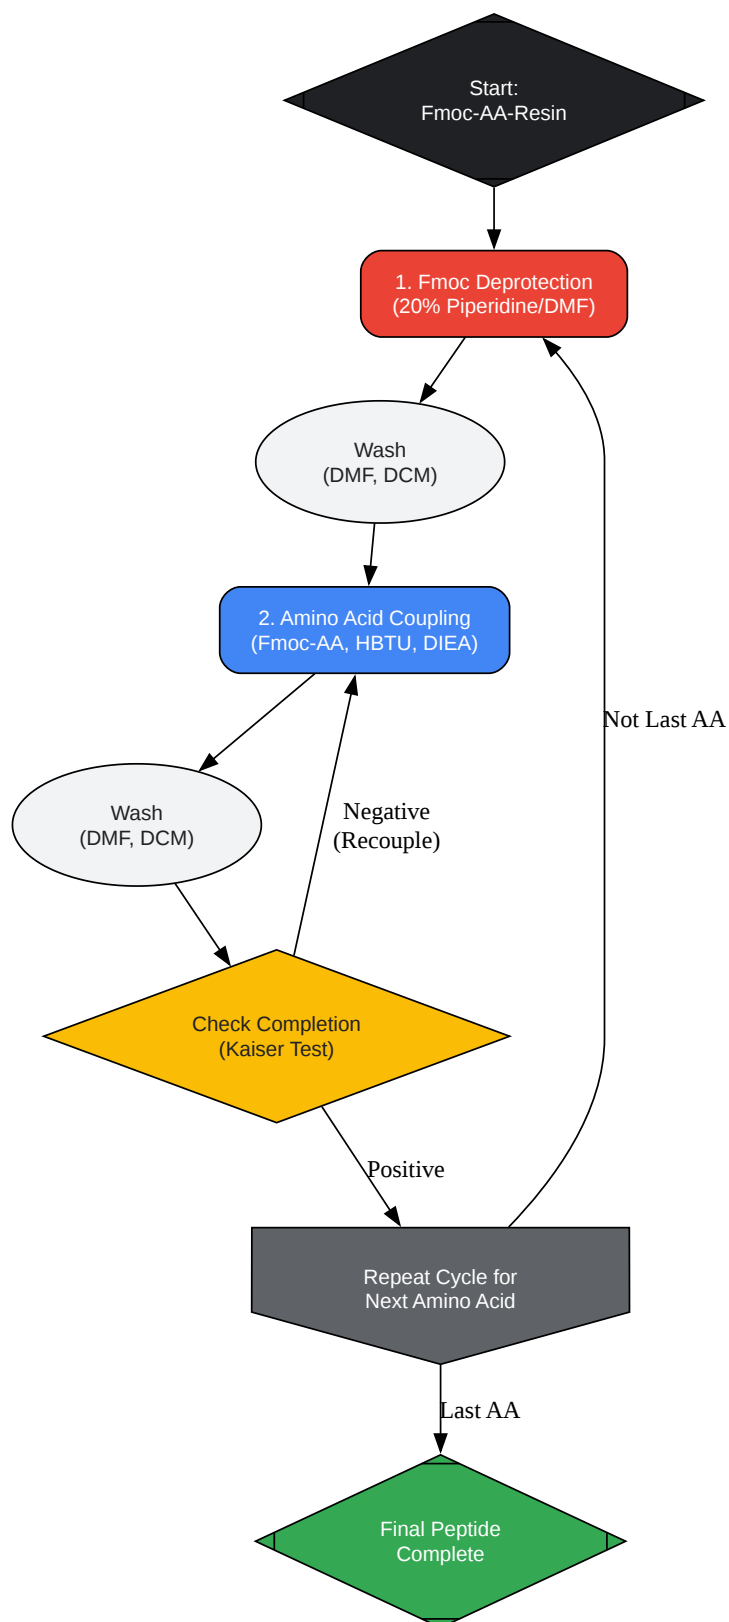 Start:
Fmoc-AA-Resin
1. Fmoc Deprotection
(20% Piperidine/DMF)
Wash
(DMF, DCM)
2. Amino Acid Coupling
(Fmoc-AA, HBTU, DIEA)
Not Last AA
Wash
(DMF, DCM)
Negative
(Recouple)
Check Completion
(Kaiser Test)
Positive
Repeat Cycle for
Next Amino Acid
Last AA
Final Peptide
Complete